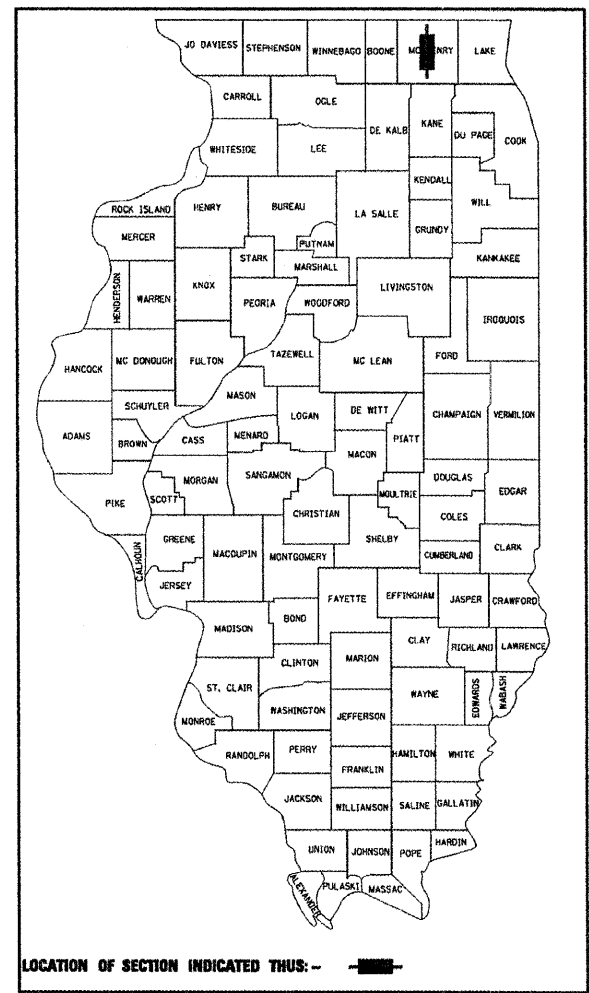 JO DAVIESS STEPHENSON WINNEBAGO BOONE LAKE
CARROLL OGLE
DE KALB KANE DU PAGE COOK
WHITESIDE LEE
KENDALL
WILL
ROCK ISLAND HENRY BUREAU LA SALLE
GRUNDY
MERCER PUTNAM
STARK MARSHALL KANKAKEE
HENDERSON WARREN KNOX PEORIA WOODFORD LIVINGSTON
IROQUOIS
HANCOCK MC DONOUGH FULTON TAZEWELL MC LEAN FORD
MASON
SCHUYLER LOGAN DE WITT CHAMPAIGN VERMILION
ADAMS BROWN CASS MENARD PIATT
MACON
MORGAN SANGAMON DOUGLAS
PIKE SCOTT MOULTRIE EDGAR
CHRISTIAN COLES
GREENE SHELBY
CALHOUN MACOUPIN MONTGOMERY CUMBERLAND CLARK
JERSEY
FAYETTE EFFINGHAM JASPER CRAWFORD
MADISON BOND
CLAY RICHLAND LAWRENCE
CLINTON MARION
ST. CLAIR WAYNE EDWARDS WABASH
WASHINGTON JEFFERSON
MONROE
RANDOLPH PERRY HAMILTON WHITE
FRANKLIN
JACKSON WILLIAMSON SALINE GALLATIN
UNION JOHNSON POPE HARDIN
ALEXANDER PULASKI MASSAC
LOCATION OF SECTION INDICATED THUS: -